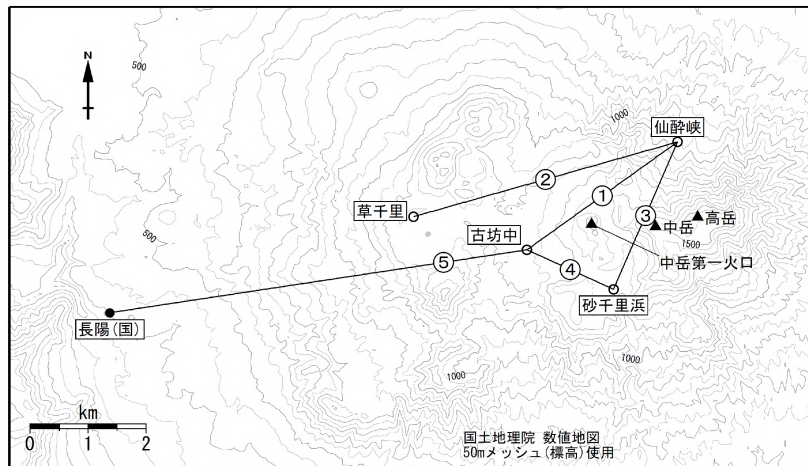 500
N
1000
仙酔峡
②
①
草千里
③
中岳
高岳
600
古坊中
1500
⑤
④
中岳第一火口
砂千里浜
長陽(国)
1000
1000
km
0 1 2
国土地理院 数値地図
50mメッシュ(標高)使用